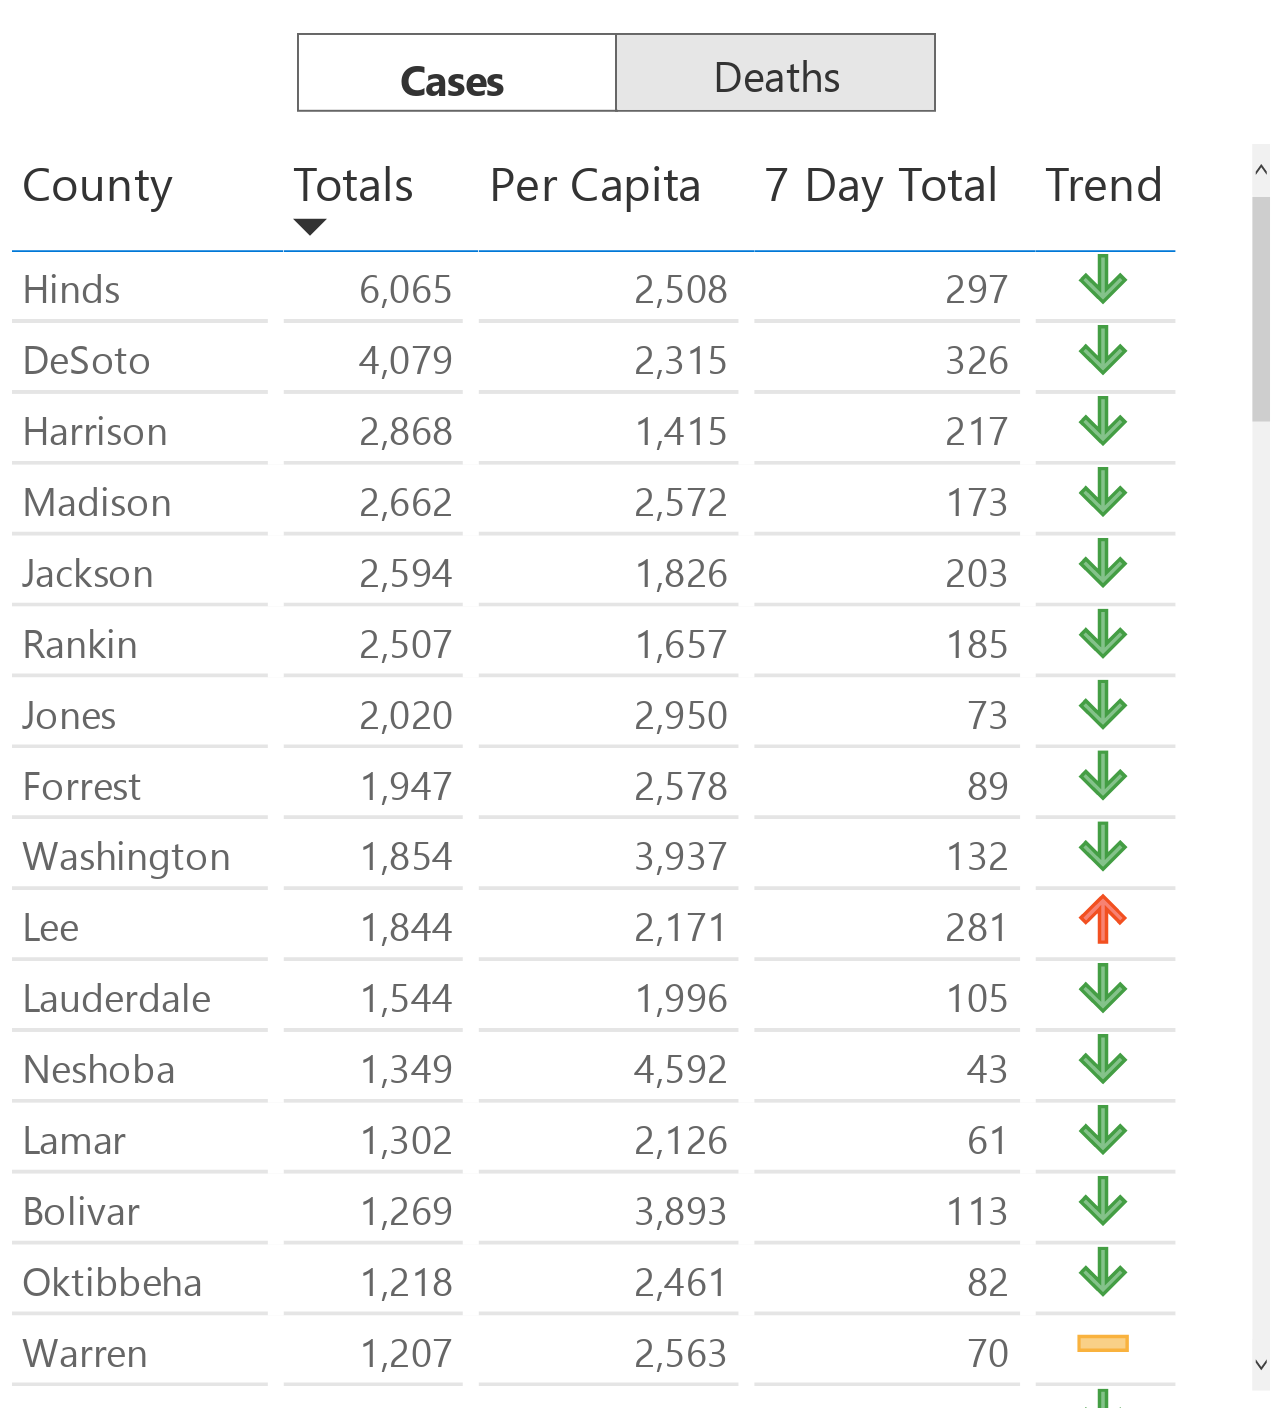 Cases Deaths
County Totals Per Capita 7 Day Total Trend
Hinds 6,065 2,508 297
DeSoto 4,079 2,315 326
Harrison 2,868 1,415 217
Madison 2,662 2,572 173
Jackson 2,594 1,826 203
Rankin 2,507 1,657 185
Jones 2,020 2,950 73
Forrest 1,947 2,578 89
Washington 1,854 3,937 132
Lee 1,844 2,171 281
Lauderdale 1,544 1,996 105
Neshoba 1,349 4,592 43
Lamar 1,302 2,126 61
Bolivar 1,269 3,893 113
Oktibbeha 1,218 2,461 82
Warren 1,207 2,563 70